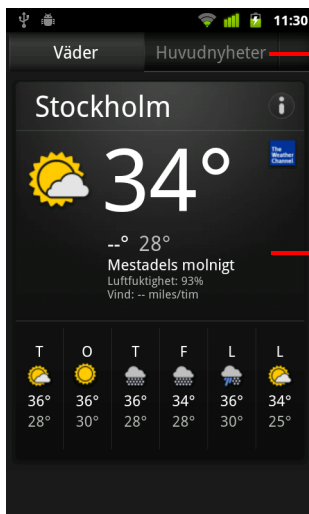 11:30
Väder Huvudnyheter
Stockholm
34°
The Weather Channel
--° 28°
Mestadels molnigt
Luftfuktighet: 93%
Vind: -- miles/tim
T O T F L L
36° 36° 36° 34° 36° 34°
28° 30° 28° 28° 30° 25°